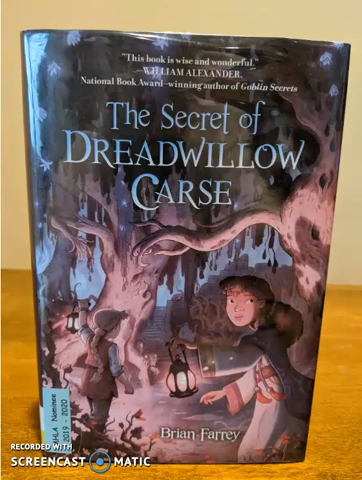 "This book is wise and wonderful."
—WILLIAM ALEXANDER,
National Book Award–winning author of Goblin Secrets
The Secret of
DREADWILLOW
CARSE
Nominee
2019 - 2020
Brian Farrey
RECORDED WITH
SCREENCAST MATIC